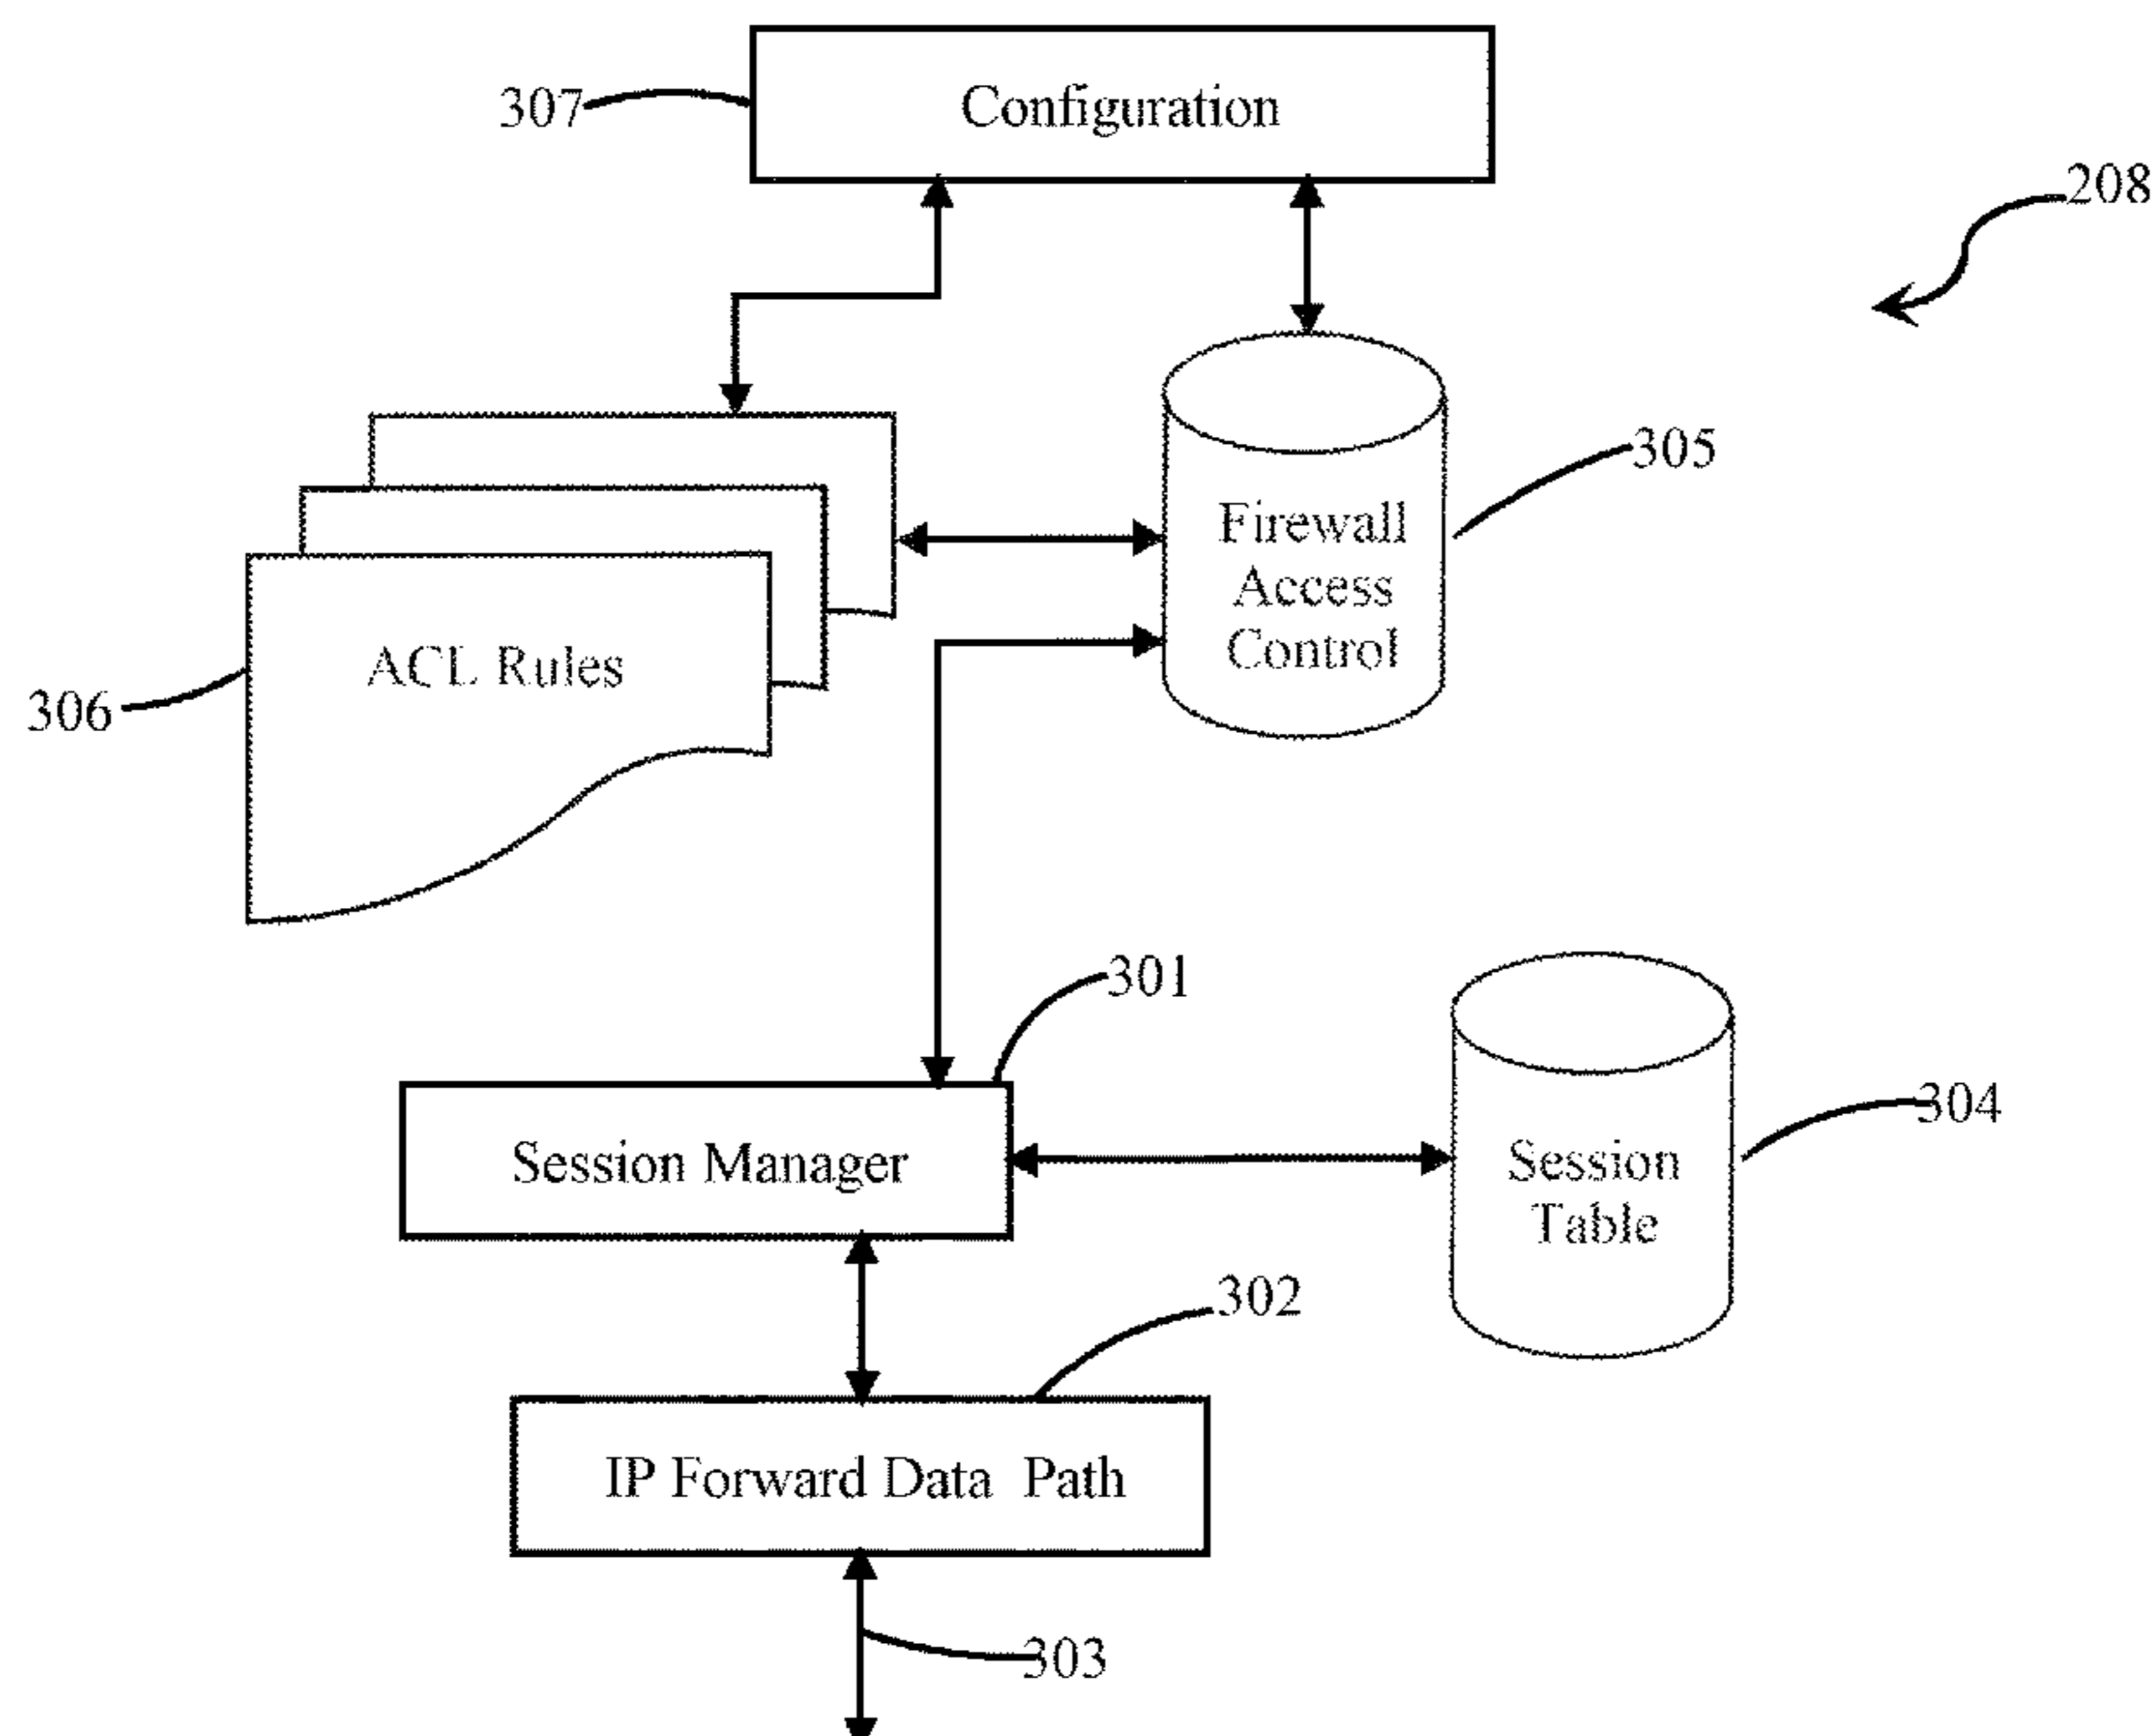 307
Configuration
208
305
Firewall
Access
Control
ACL Rules
306
301
Session Manager
304
Session
Table
302
IP Forward Data Path
303